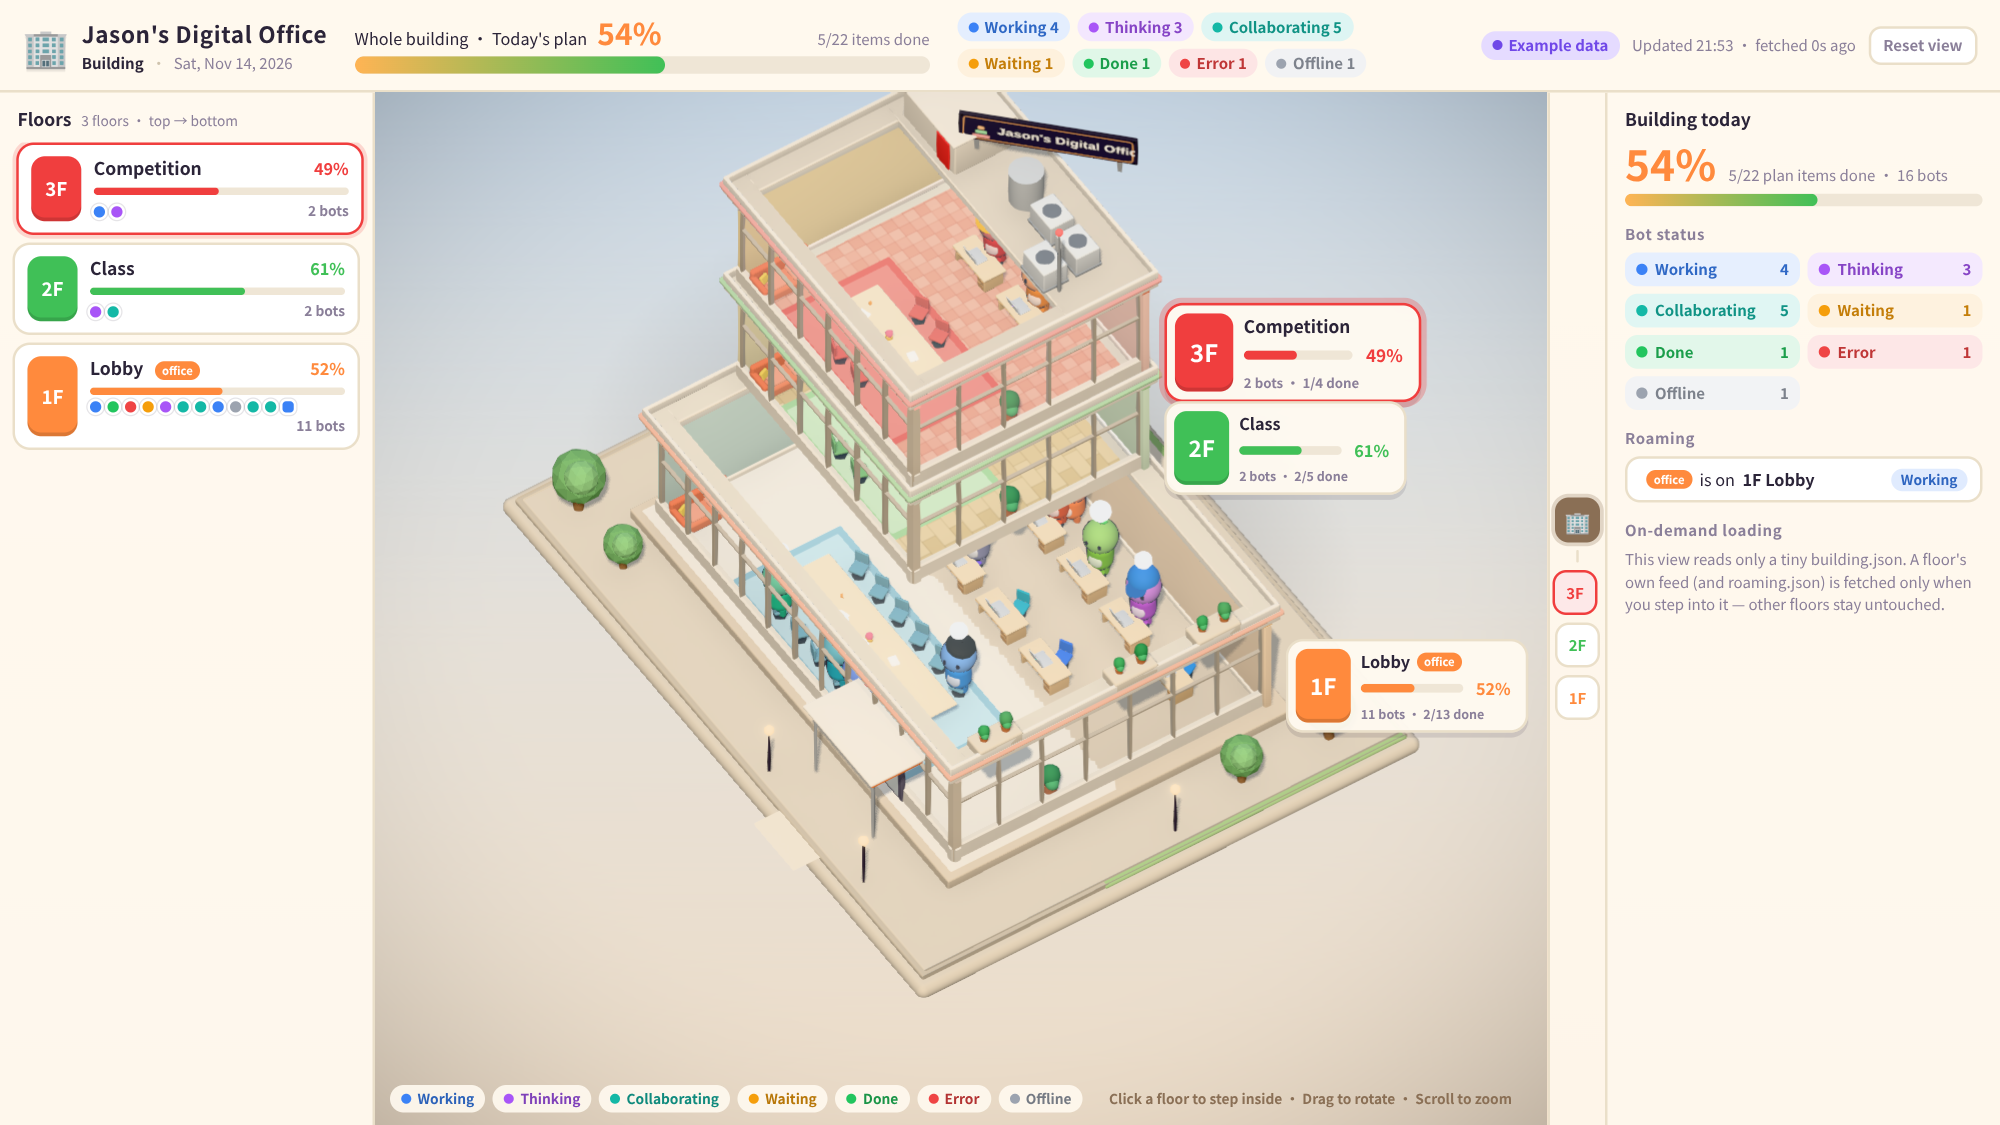 Jason's Digital Office
Building • Sat, Nov 14, 2026
Whole building • Today's plan 54%
5/22 items done
Working 4
Thinking 3
Collaborating 5
Waiting 1
Done 1
Error 1
Offline 1
Example data
Updated 21:53 • fetched 0s ago
Reset view
Floors 3 floors • top → bottom
3F
Competition
49%
2 bots
2F
Class
61%
2 bots
1F
Lobby office
52%
11 bots
Jason's Digital Offic
3F
Competition
49%
2 bots • 1/4 done
2F
Class
61%
2 bots • 2/5 done
1F
Lobby office
52%
11 bots • 2/13 done
Working
Thinking
Collaborating
Waiting
Done
Error
Offline
Click a floor to step inside • Drag to rotate • Scroll to zoom
3F
2F
1F
Building today
54% 5/22 plan items done • 16 bots
Bot status
Working 4
Thinking 3
Collaborating 5
Waiting 1
Done 1
Error 1
Offline 1
Roaming
office is on 1F Lobby
Working
On-demand loading
This view reads only a tiny building.json. A floor's
own feed (and roaming.json) is fetched only when
you step into it — other floors stay untouched.